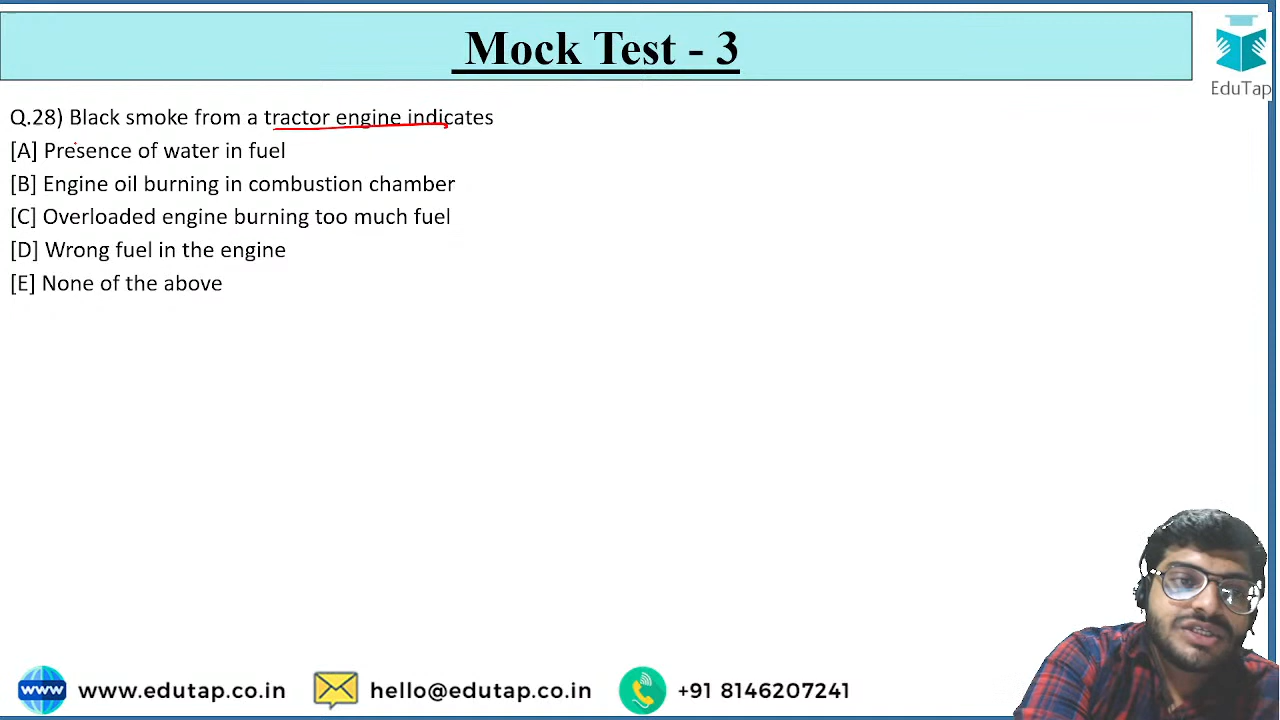 Mock Test - 3
EduTap
Q.28) Black smoke from a tractor engine indicates
[A] Presence of water in fuel
[B] Engine oil burning in combustion chamber
[C] Overloaded engine burning too much fuel
[D] Wrong fuel in the engine
[E] None of the above
www www.edutap.co.in hello@edutap.co.in +91 8146207241